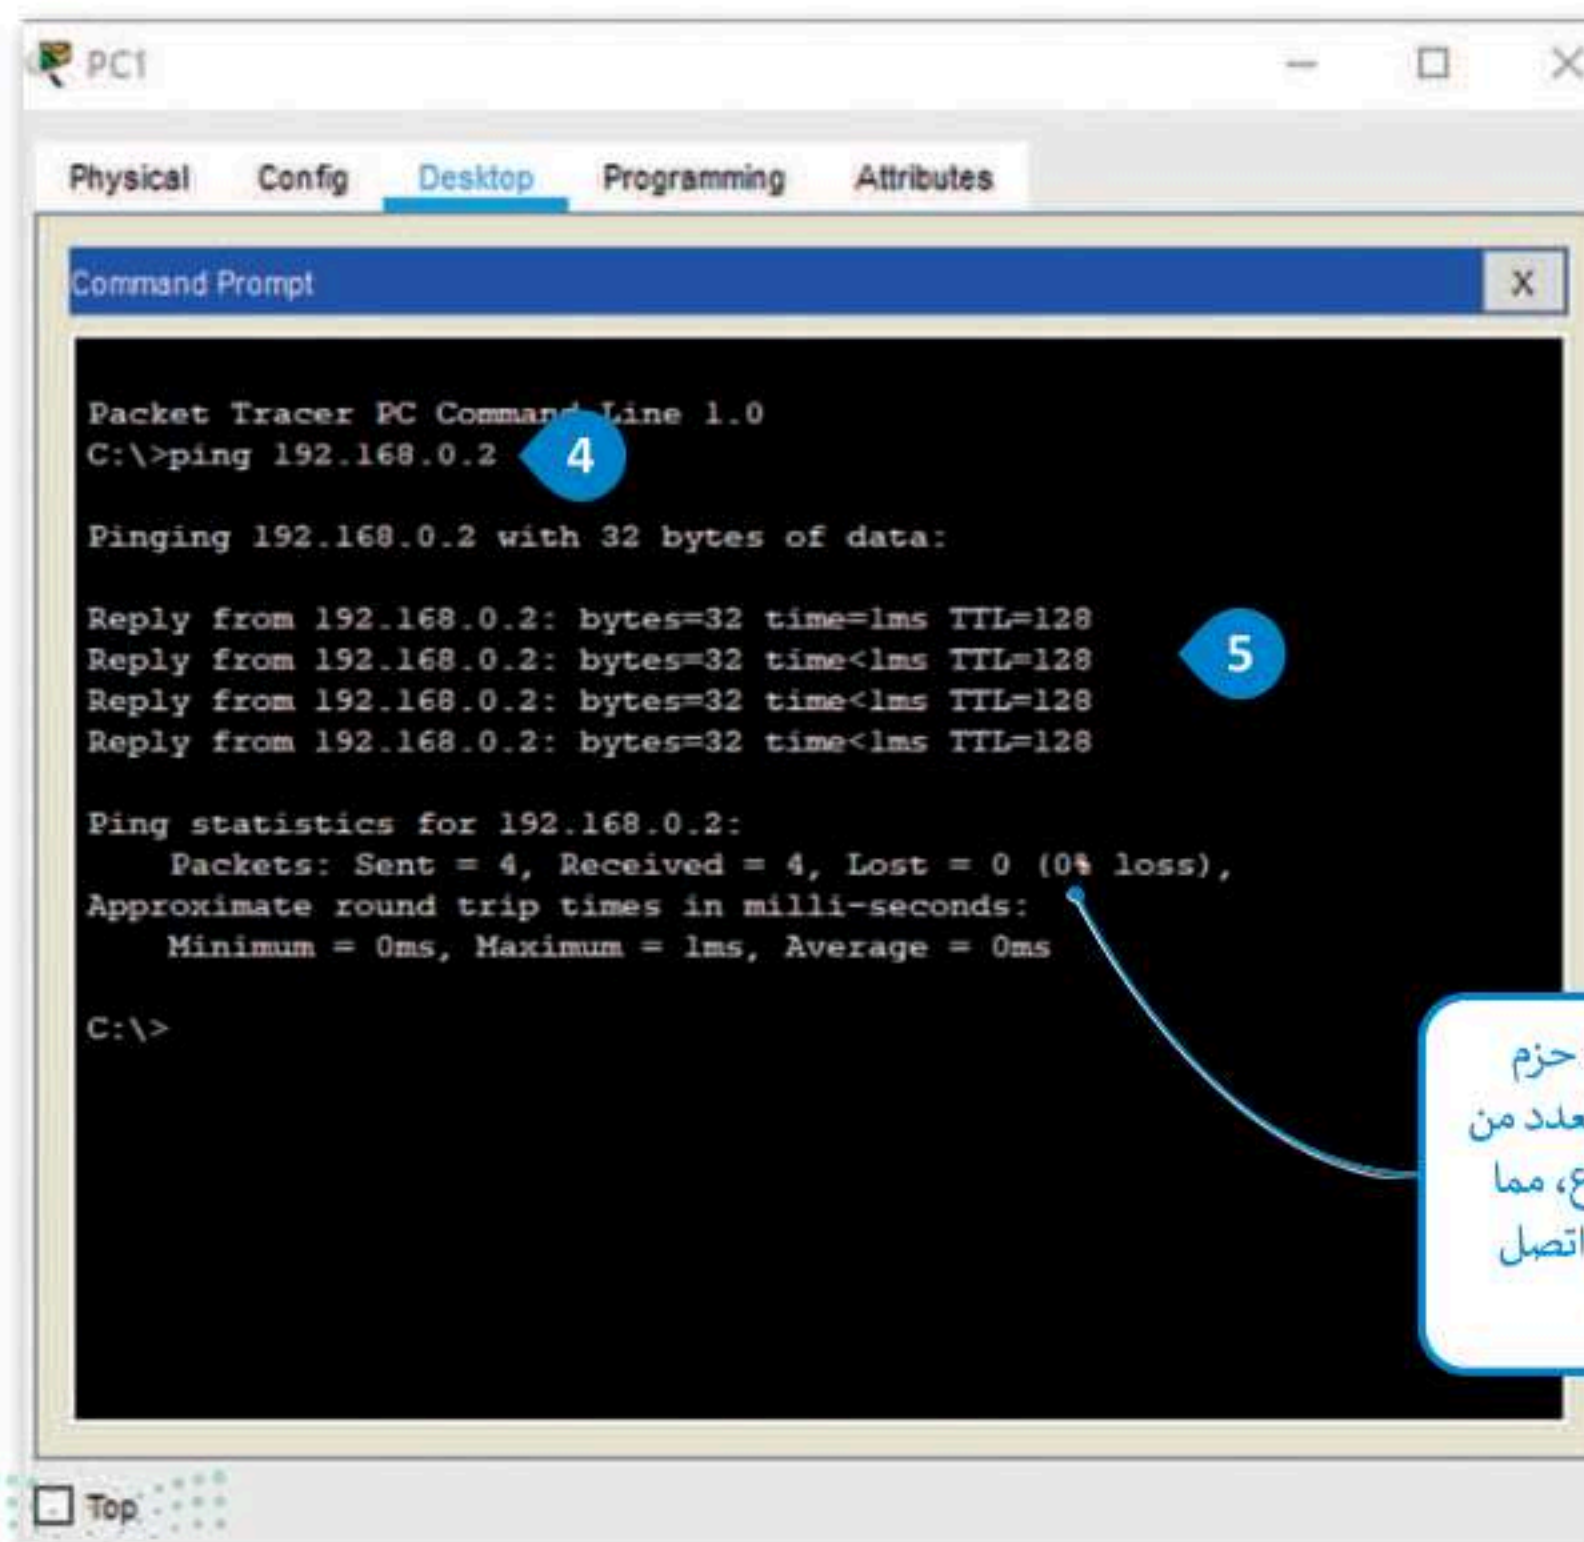 PC1
Physical Config Desktop Programming Attributes
Command Prompt X
Packet Tracer PC Command Line 1.0
C:\>ping 192.168.0.2
4
Pinging 192.168.0.2 with 32 bytes of data:
Reply from 192.168.0.2: bytes=32 time=1ms TTL=128
Reply from 192.168.0.2: bytes=32 time<1ms TTL=128
5
Reply from 192.168.0.2: bytes=32 time<1ms TTL=128
Reply from 192.168.0.2: bytes=32 time<1ms TTL=128
Ping statistics for 192.168.0.2:
Packets: Sent = 4, Received = 4, Lost = 0 (0% loss),
Approximate round trip times in milli-seconds:
Minimum = 0ms, Maximum = 1ms, Average = 0ms
C:\>
حزم
من
مما
اتصل
Top